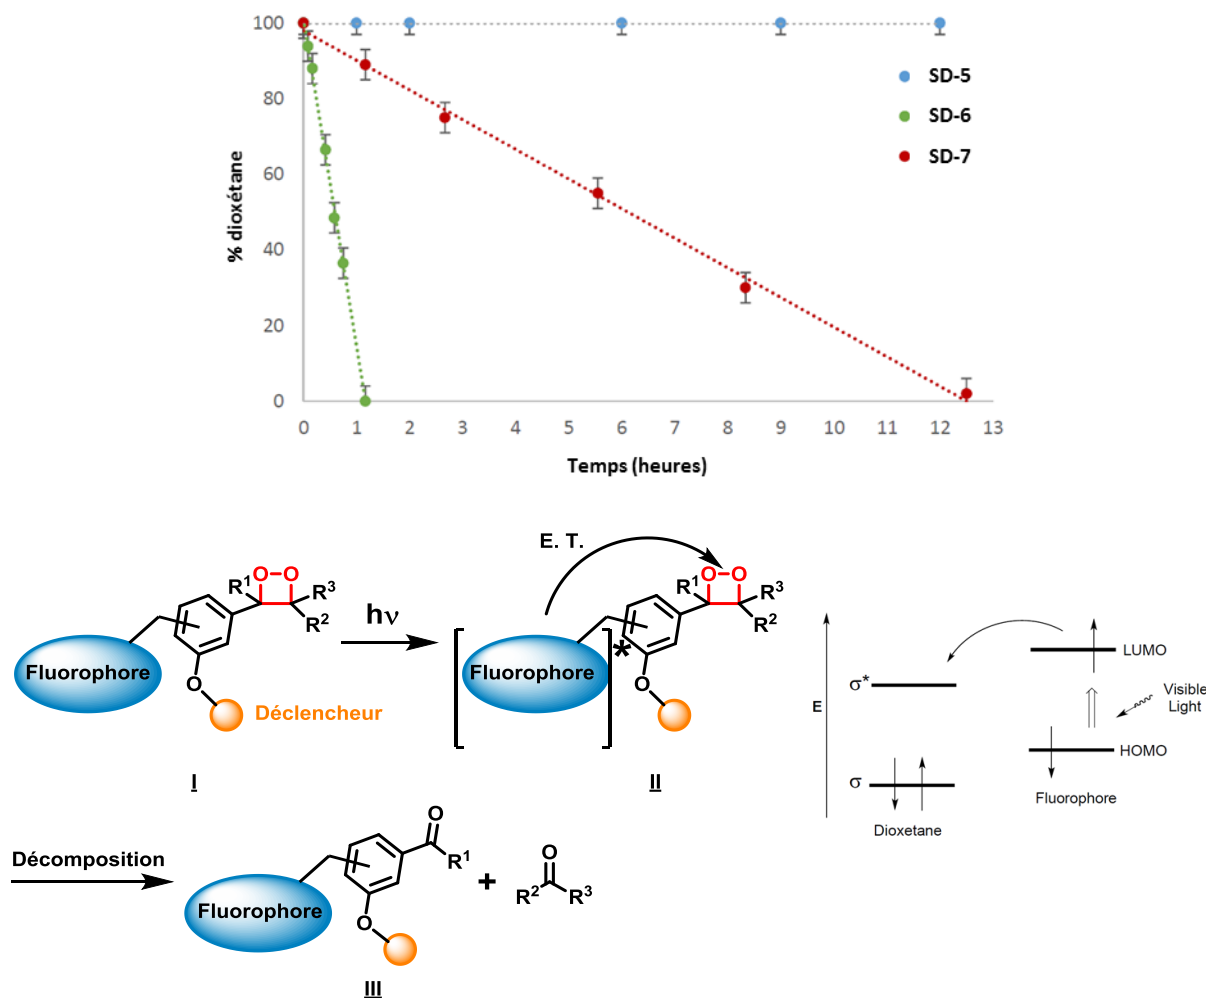 100
80
60
40
20
0
% dioxétane
SD-5
SD-6
SD-7
0 1 2 3 4 5 6 7 8 9 10 11 12 13
Temps (heures)
O O
R1 R3
R2
Fluorophore
O
Déclencheur
I
hν
E. T.
O O
R1 R3
R2
Fluorophore
*
O
II
E
σ*
σ
Dioxetane
LUMO
Visible
Light
HOMO
Fluorophore
Décomposition
O
R1
Fluorophore
O
III
+
O
R2 R3